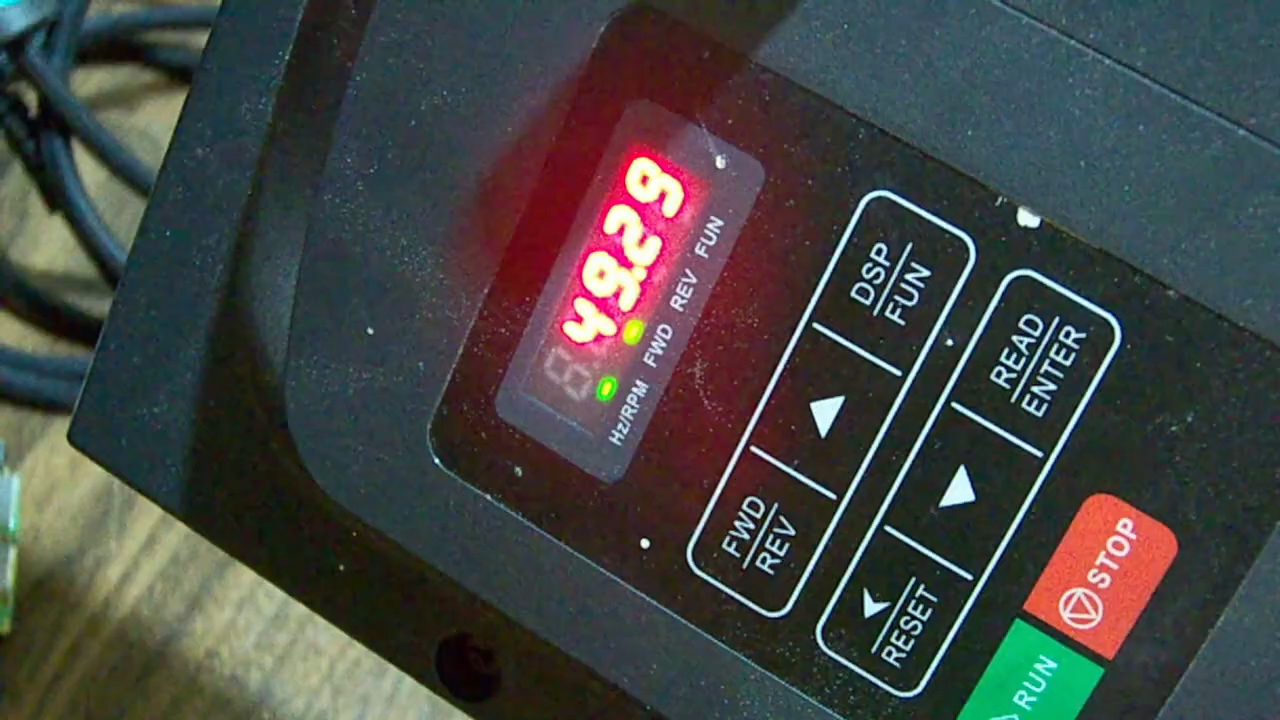 49.29
Hz/RPM FWD REV FUN
FWD/REV ▲ DSP/FUN
</RESET ▼ READ/ENTER
RUN STOP